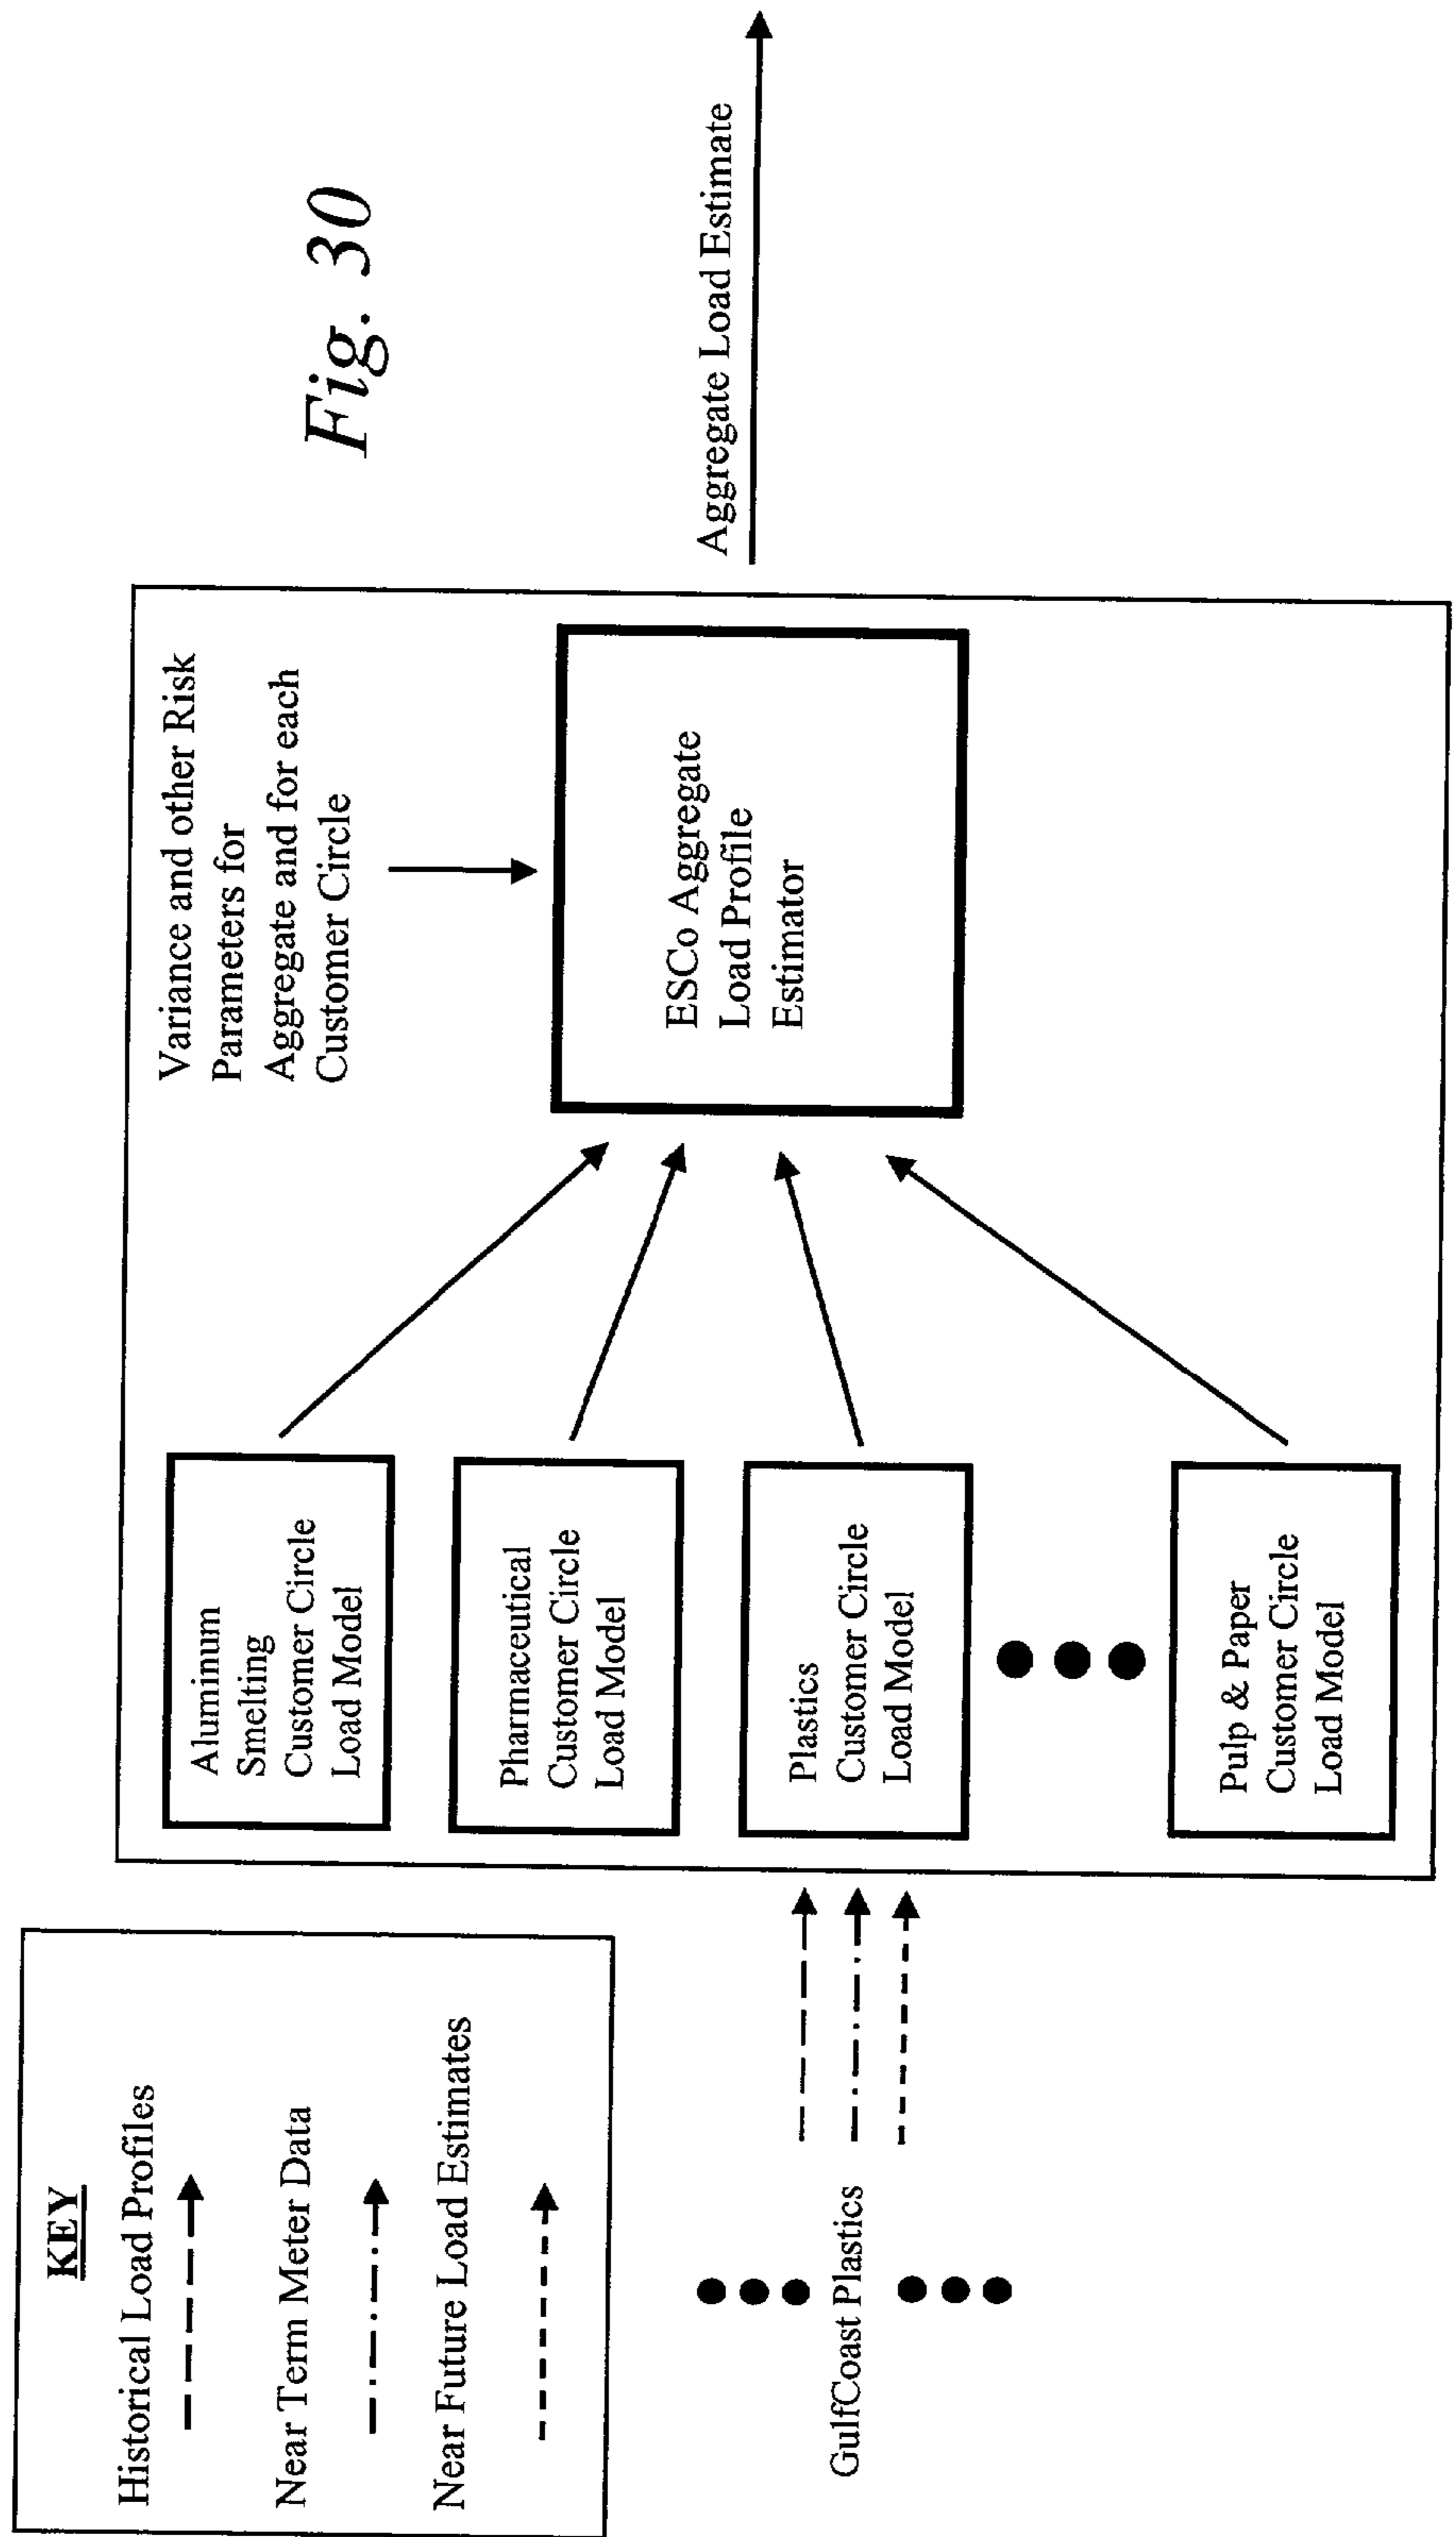 KEY
Historical Load Profiles
Near Term Meter Data
Near Future Load Estimates
GulfCoast Plastics
Aluminum
Smelting
Customer Circle
Load Model
Pharmaceutical
Customer Circle
Load Model
Plastics
Customer Circle
Load Model
Pulp & Paper
Customer Circle
Load Model
Variance and other Risk
Parameters for
Aggregate and for each
Customer Circle
ESCo Aggregate
Load Profile
Estimator
Aggregate Load Estimate
Fig. 30